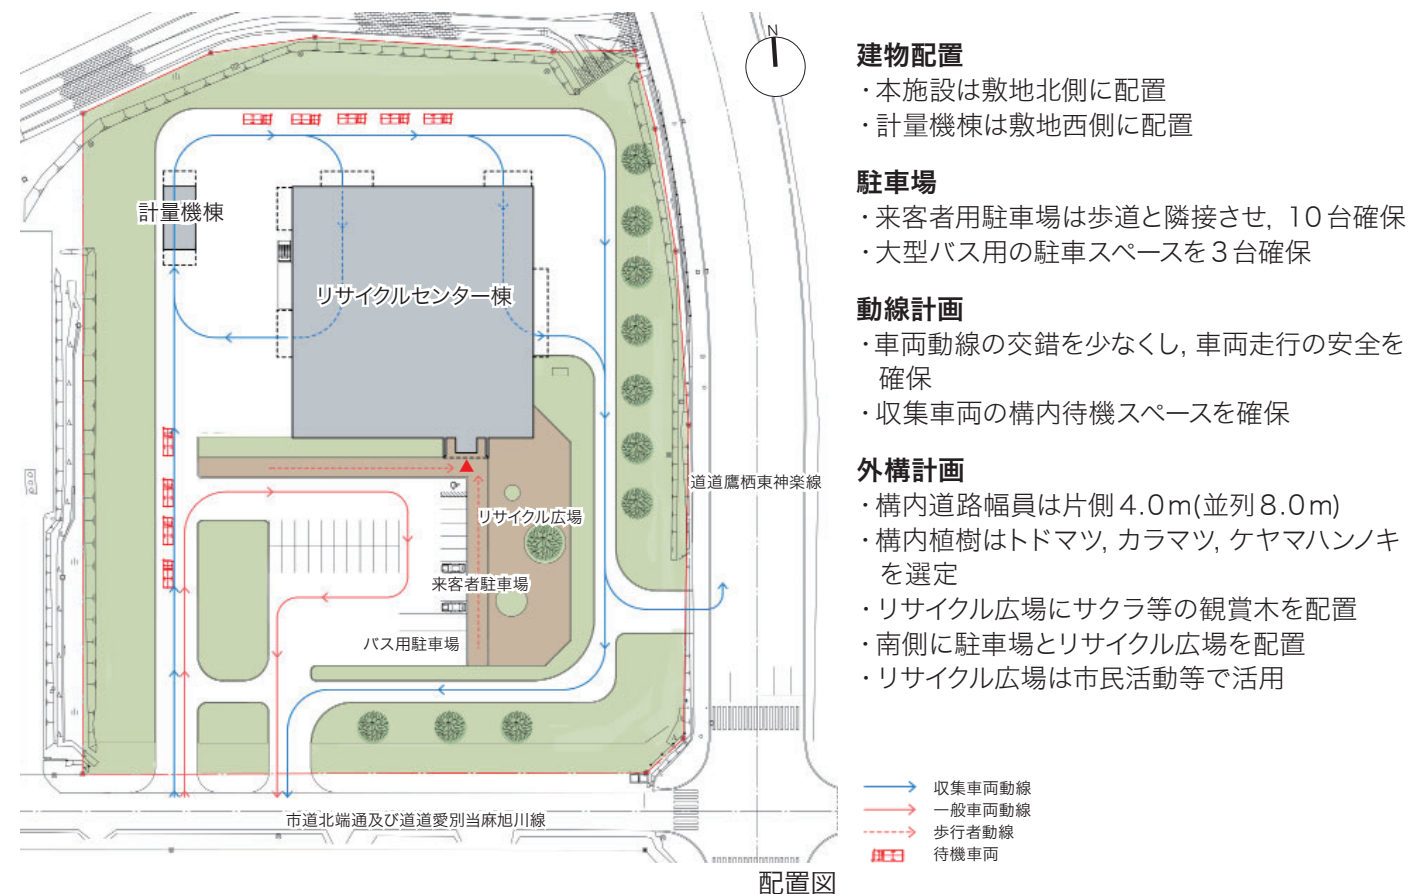 N
計量機棟
リサイクルセンター棟
リサイクル広場
来客者駐車場
バス用駐車場
道道鷹栖東神楽線
市道北端通及び道道愛別当麻旭川線
配置図
建物配置
・本施設は敷地北側に配置
・計量機棟は敷地西側に配置
駐車場
・来客者用駐車場は歩道と隣接させ, 10台確保
・大型バス用の駐車スペースを3台確保
動線計画
・車両動線の交錯を少なくし, 車両走行の安全を
確保
・収集車両の構内待機スペースを確保
外構計画
・構内道路幅員は片側4.0m(並列8.0m)
・構内植樹はトドマツ, カラマツ, ケヤマハンノキ
を選定
・リサイクル広場にサクラ等の観賞木を配置
・南側に駐車場とリサイクル広場を配置
・リサイクル広場は市民活動等で活用
収集車両動線
一般車両動線
歩行者動線
待機車両